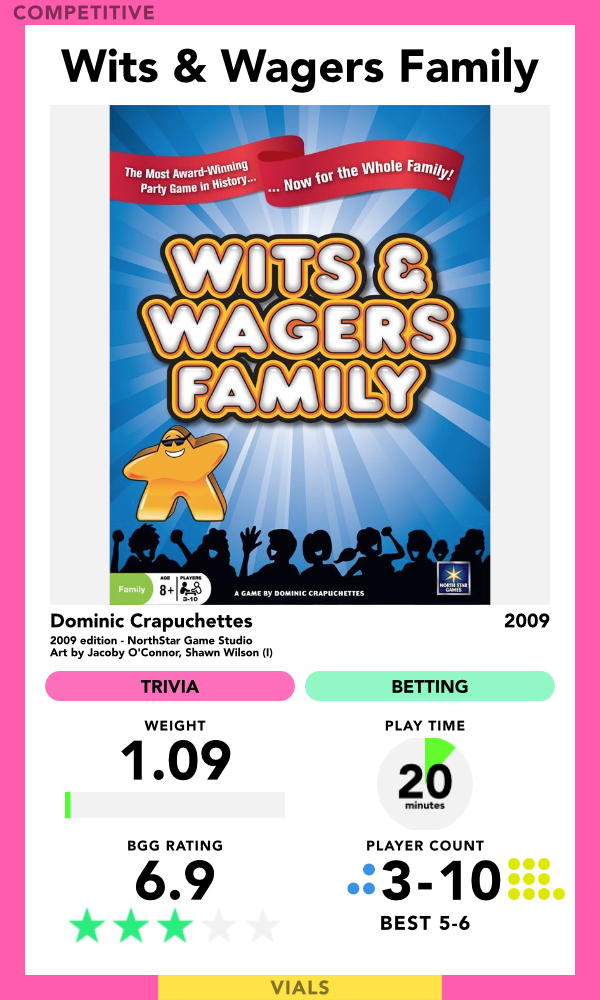 COMPETITIVE
Wits & Wagers Family
The Most Award-Winning
Party Game in History...
... Now for the Whole Family!
WITS &
WAGERS
FAMILY
Family
AGE
8+
PLAYERS
3-10
A GAME BY DOMINIC CRAPUCHETTES
NORTH STAR
GAMES
Dominic Crapuchettes
2009
2009 edition - NorthStar Game Studio
Art by Jacoby O'Connor, Shawn Wilson (I)
TRIVIA
BETTING
WEIGHT
1.09
PLAY TIME
20
minutes
BGG RATING
6.9
PLAYER COUNT
3-10
BEST 5-6
VIALS